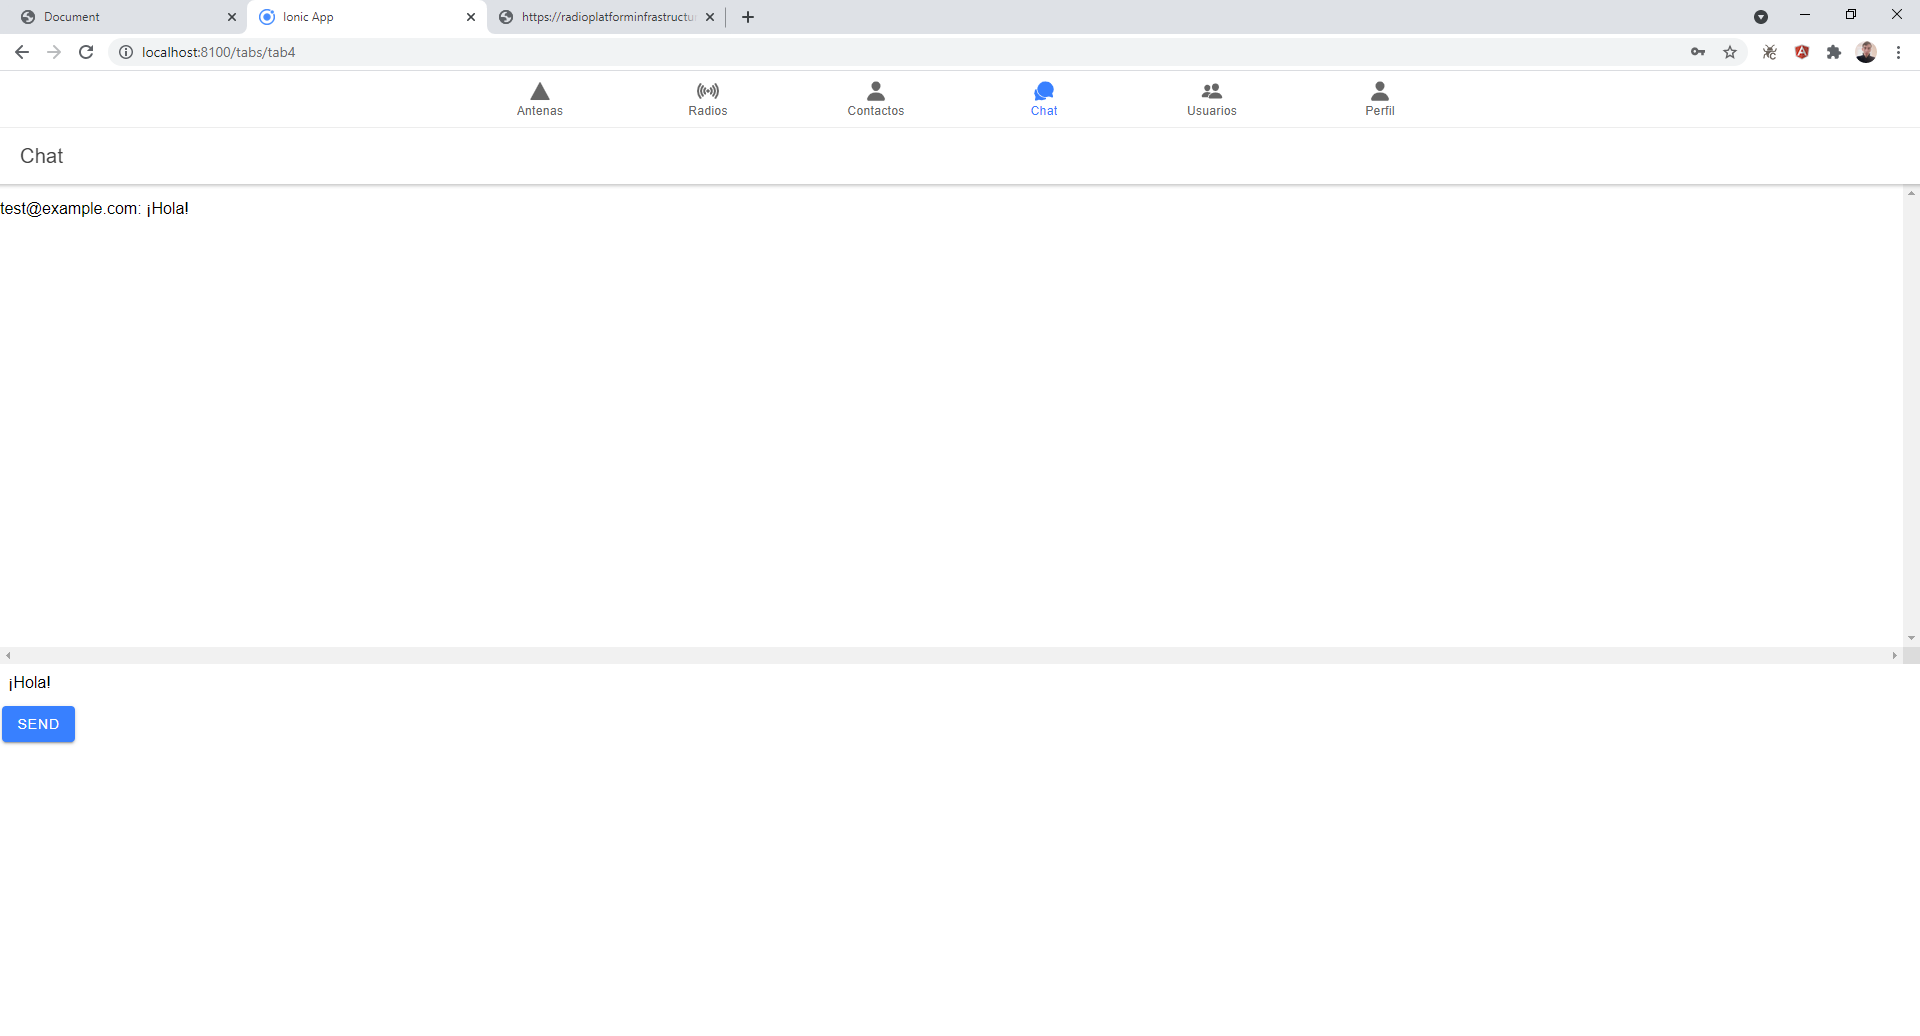 Document
Ionic App
https://radioplatforminfrastructu
localhost:8100/tabs/tab4
Antenas
Radios
Contactos
Chat
Usuarios
Perfil
Chat
test@example.com: ¡Hola!
¡Hola!
SEND